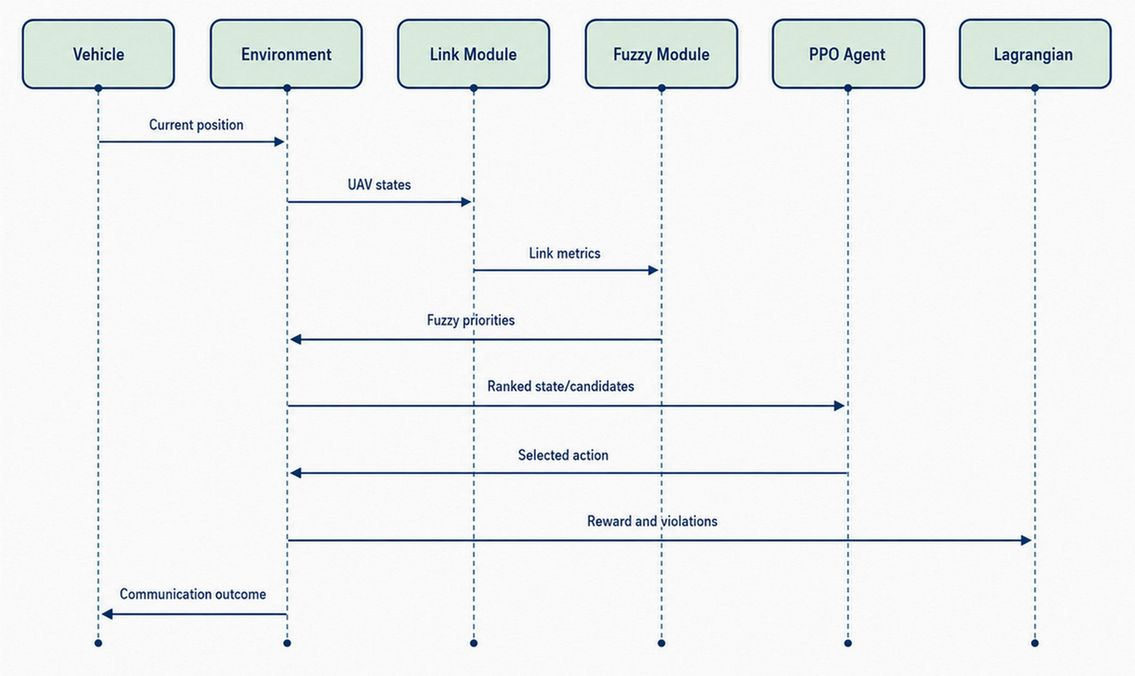 Vehicle
Environment
Link Module
Fuzzy Module
PPO Agent
Lagrangian
Current position
UAV states
Link metrics
Fuzzy priorities
Ranked state/candidates
Selected action
Reward and violations
Communication outcome